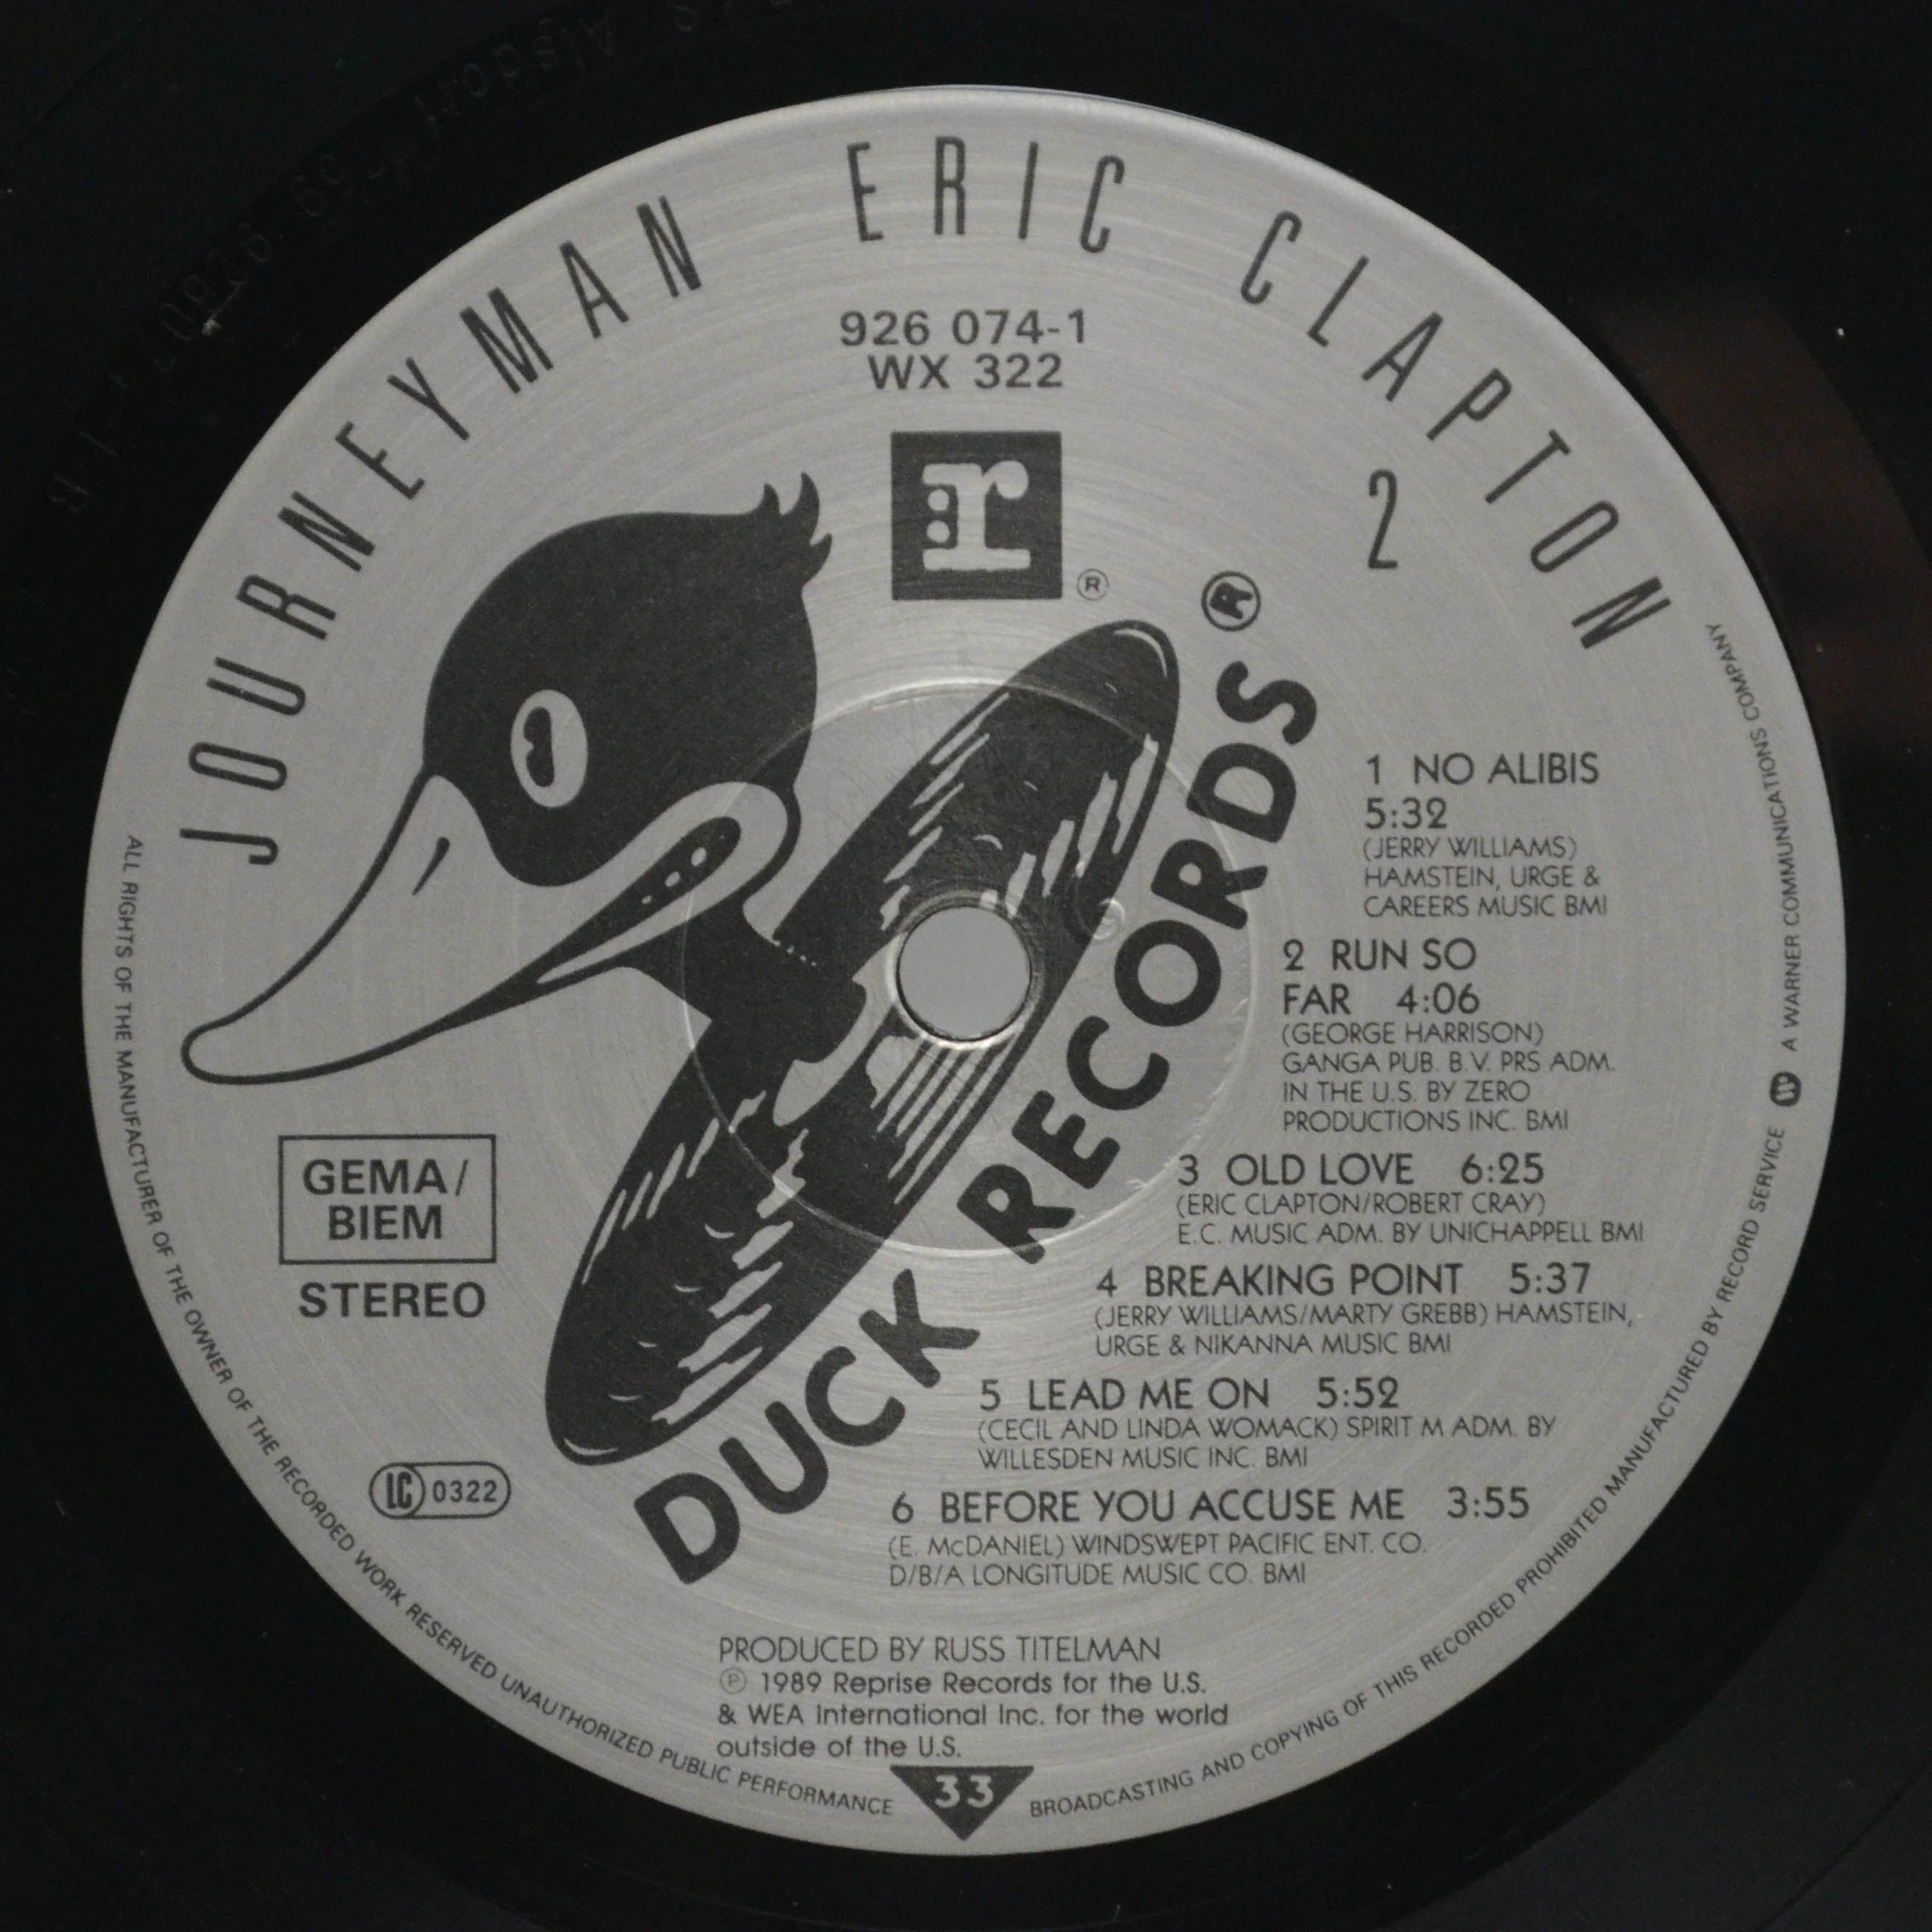 JOURNEYMAN ERIC CLAPTON
926 074-1
WX 322
r
®
2
DUCK RECORDS®
1 NO ALIBIS
5:32
(JERRY WILLIAMS)
HAMSTEIN, URGE &
CAREERS MUSIC BMI
2 RUN SO
FAR 4:06
(GEORGE HARRISON)
GANGA PUB. B.V. PRS ADM.
IN THE U.S. BY ZERO
PRODUCTIONS INC. BMI
3 OLD LOVE 6:25
(ERIC CLAPTON/ROBERT CRAY)
E.C. MUSIC ADM. BY UNICHAPPELL BMI
4 BREAKING POINT 5:37
(JERRY WILLIAMS/MARTY GREBB) HAMSTEIN,
URGE & NIKANNA MUSIC BMI
5 LEAD ME ON 5:52
(CECIL AND LINDA WOMACK) SPIRIT M ADM. BY
WILLESDEN MUSIC INC. BMI
6 BEFORE YOU ACCUSE ME 3:55
(E. McDANIEL) WINDSWEPT PACIFIC ENT. CO.
D/B/A LONGITUDE MUSIC CO. BMI
GEMA/
BIEM
STEREO
LC 0322
PRODUCED BY RUSS TITELMAN
℗ 1989 Reprise Records for the U.S.
& WEA International Inc. for the world
outside of the U.S.
33
ALL RIGHTS OF THE MANUFACTURER OF THE OWNER OF THE RECORDED WORK RESERVED UNAUTHORIZED PUBLIC PERFORMANCE BROADCASTING AND COPYING OF THIS RECORDED PROHIBITED MANUFACTURED BY RECORD SERVICE W A WARNER COMMUNICATIONS COMPANY